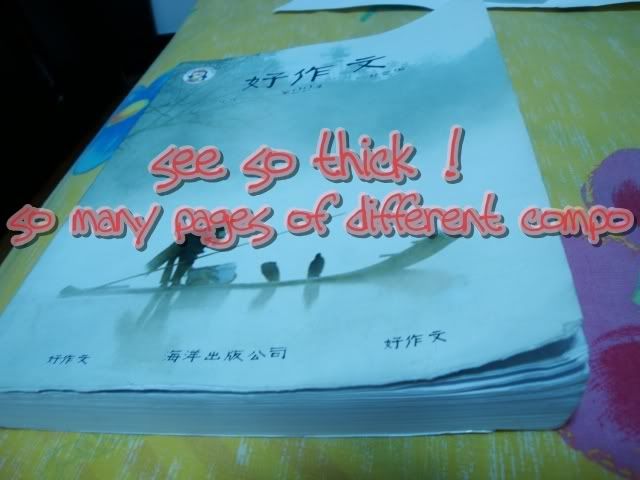 好作文
see so thick !
so many pages of different compo
好作文
海洋出版公司
好作文